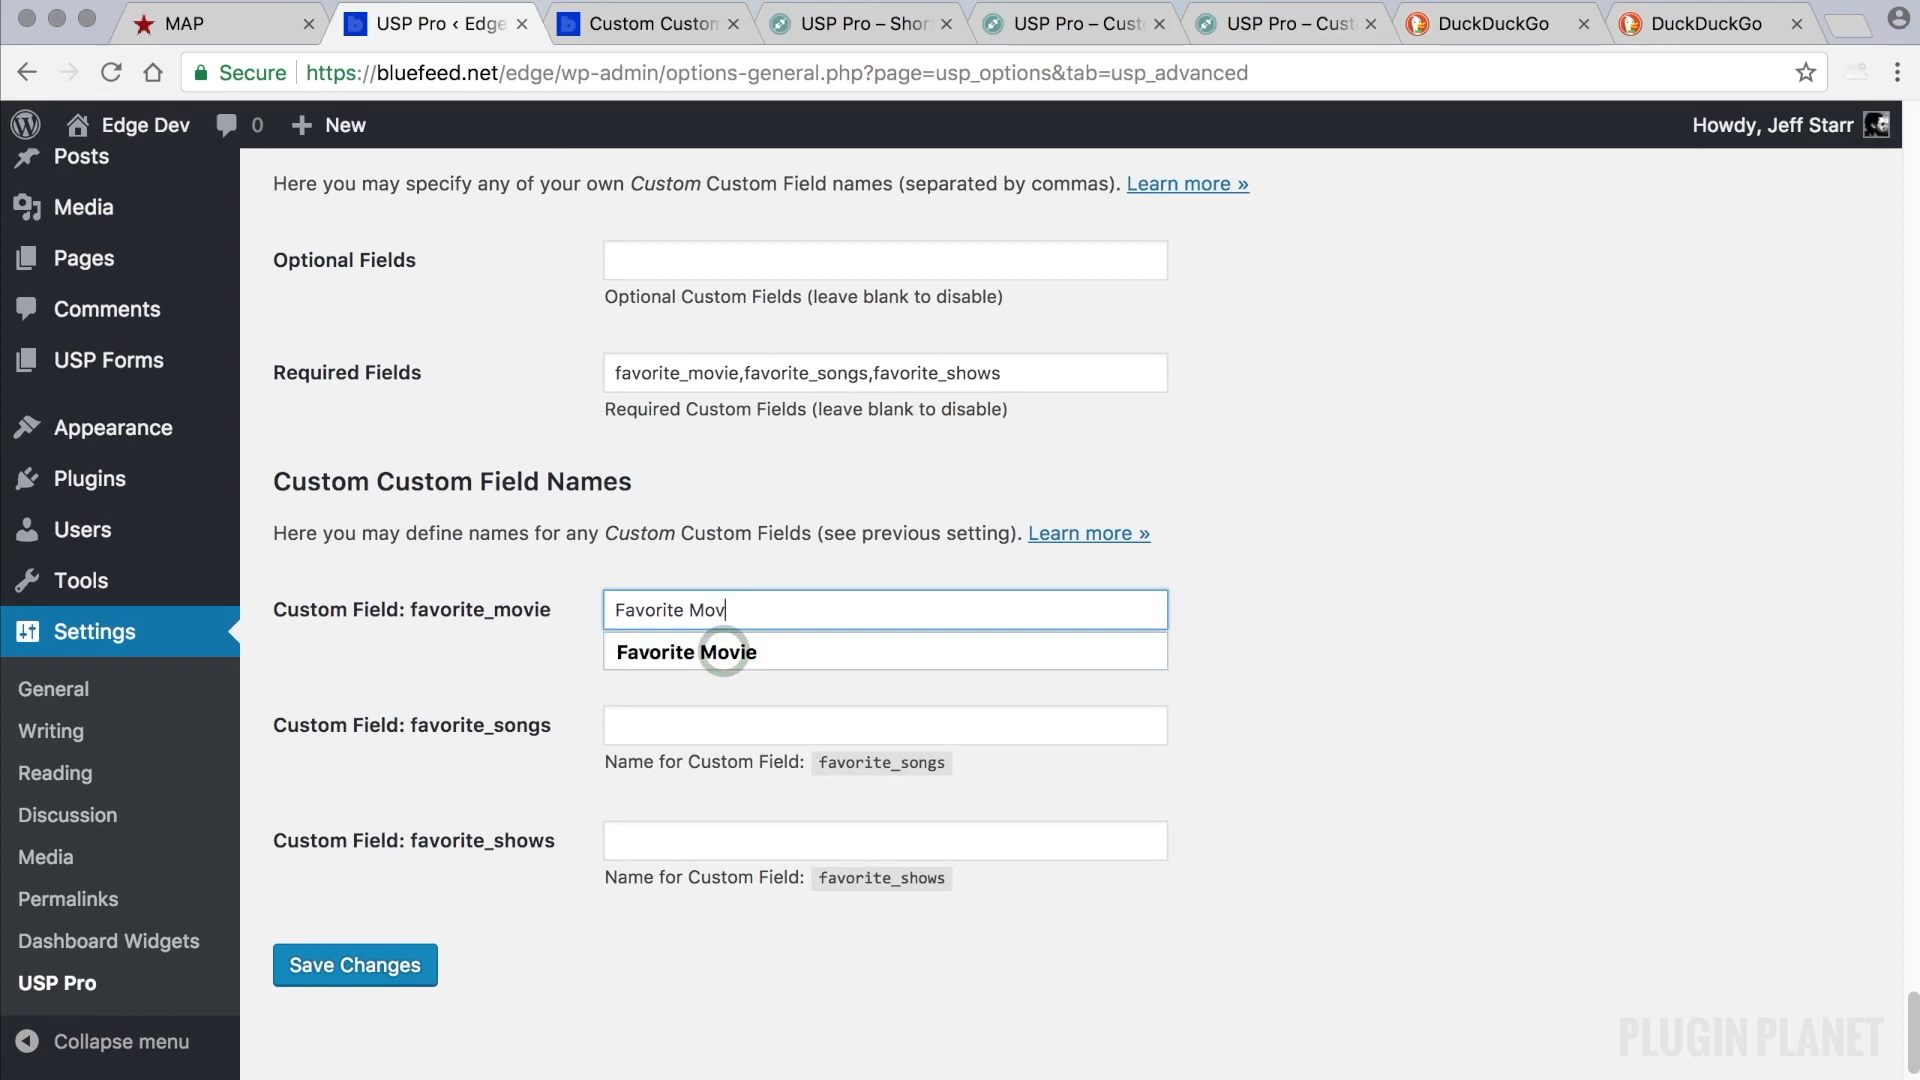 MAP
USP Pro ‹ Edge
Custom Custom
USP Pro – Shor
USP Pro – Cust
USP Pro – Cust
DuckDuckGo
DuckDuckGo
Secure
https://bluefeed.net/edge/wp-admin/options-general.php?page=usp_options&tab=usp_advanced
Edge Dev
0
New
Howdy, Jeff Starr
Posts
Media
Pages
Comments
USP Forms
Appearance
Plugins
Users
Tools
Settings
General
Writing
Reading
Discussion
Media
Permalinks
Dashboard Widgets
USP Pro
Collapse menu
Here you may specify any of your own Custom Custom Field names (separated by commas). Learn more »
Optional Fields
Optional Custom Fields (leave blank to disable)
Required Fields
favorite_movie,favorite_songs,favorite_shows
Required Custom Fields (leave blank to disable)
Custom Custom Field Names
Here you may define names for any Custom Custom Fields (see previous setting). Learn more »
Custom Field: favorite_movie
Favorite Mov
Favorite Movie
Custom Field: favorite_songs
Name for Custom Field: favorite_songs
Custom Field: favorite_shows
Name for Custom Field: favorite_shows
Save Changes
PLUGIN PLANET